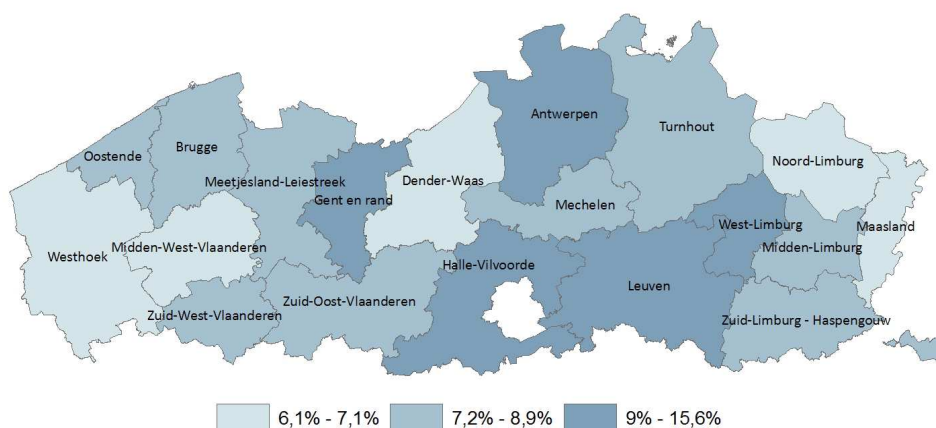 Antwerpen
Turnhout
Brugge
Oostende
Noord-Limburg
Meetjesland-Leiestreek
Dender-Waas
Gent en rand
Mechelen
West-Limburg
Maasland
Midden-West-Vlaanderen
Midden-Limburg
Westhoek
Halle-Vilvoorde
Leuven
Zuid-Oost-Vlaanderen
Zuid-West-Vlaanderen
Zuid-Limburg - Haspengouw
6,1% - 7,1% 7,2% - 8,9% 9% - 15,6%